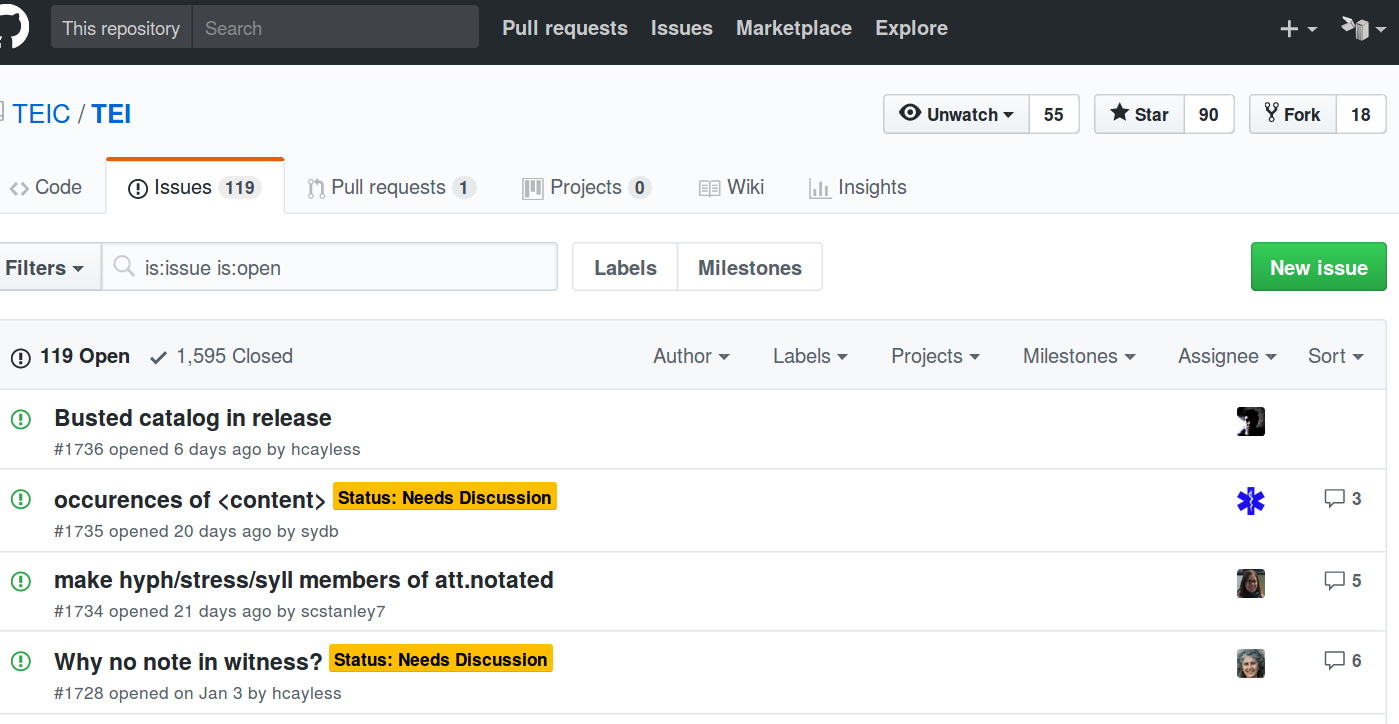 This repository Search Pull requests Issues Marketplace Explore
TEIC / TEI Unwatch 55 Star 90 Fork 18
Code Issues 119 Pull requests 1 Projects 0 Wiki Insights
Filters is:issue is:open Labels Milestones New issue
119 Open 1,595 Closed Author Labels Projects Milestones Assignee Sort
Busted catalog in release
#1736 opened 6 days ago by hcayless
occurences of <content> Status: Needs Discussion 3
#1735 opened 20 days ago by sydb
make hyph/stress/syll members of att.notated 5
#1734 opened 21 days ago by scstanley7
Why no note in witness? Status: Needs Discussion 6
#1728 opened on Jan 3 by hcayless